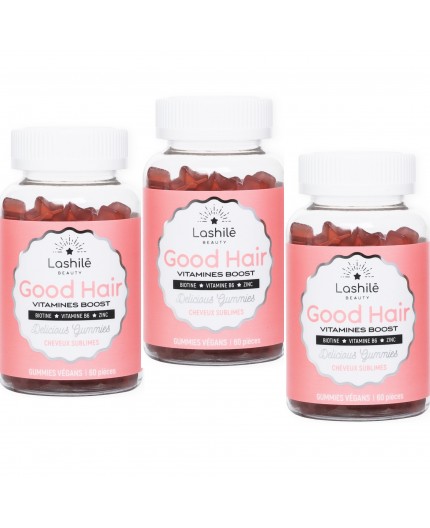 Lashilé
BEAUTY
Good Hair
VITAMINES BOOST
BIOTINE ★ VITAMINE B6 ★ ZINC
Delicious Gummies
CHEVEUX SUBLIMES
GUMMIES VÉGANS | 60 pièces
Lashilé
BEAUTY
Good Hair
VITAMINES BOOST
BIOTINE ★ VITAMINE B6 ★ ZINC
Delicious Gummies
CHEVEUX SUBLIMES
GUMMIES VÉGANS | 60 pièces
Lashilé
BEAUTY
Good Hair
VITAMINES BOOST
BIOTINE ★ VITAMINE B6 ★ ZINC
Delicious Gummies
CHEVEUX SUBLIMES
GUMMIES VÉGANS | 60 pièces